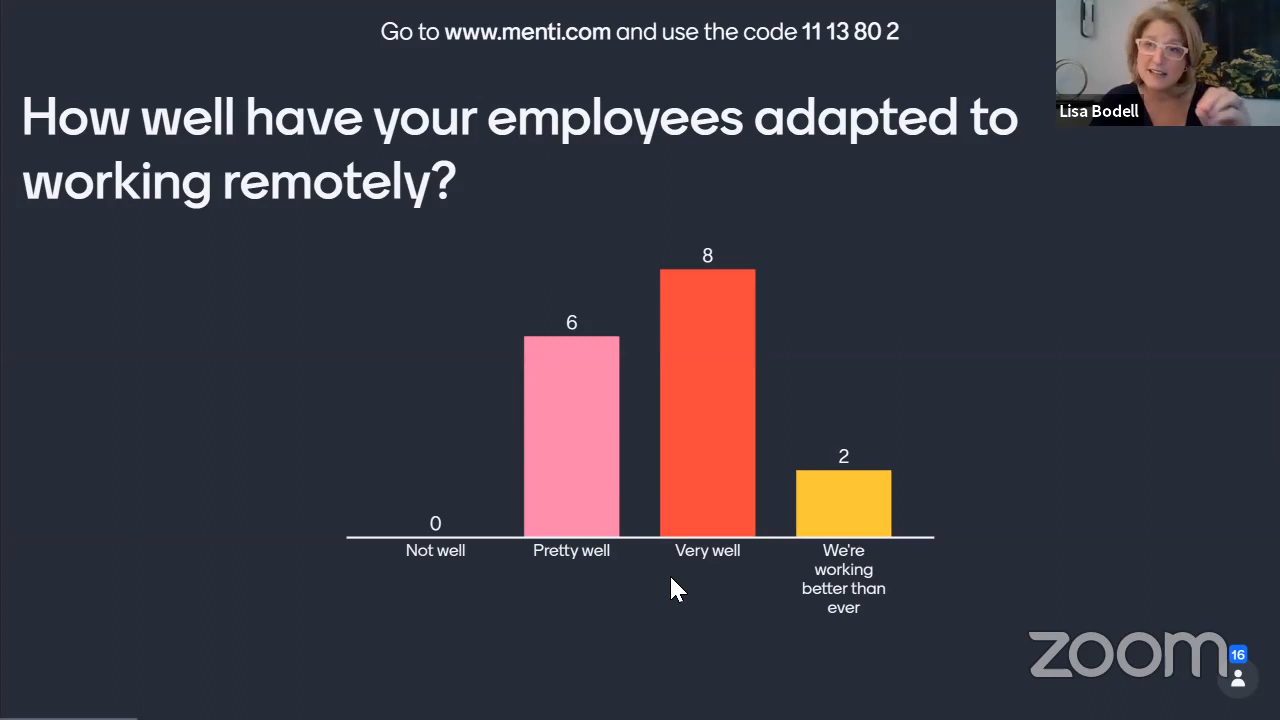 Go to www.menti.com and use the code 11 13 80 2
Lisa Bodell
How well have your employees adapted to
working remotely?
8
6
2
0
Not well
Pretty well
Very well
We're
working
better than
ever
zoom
16